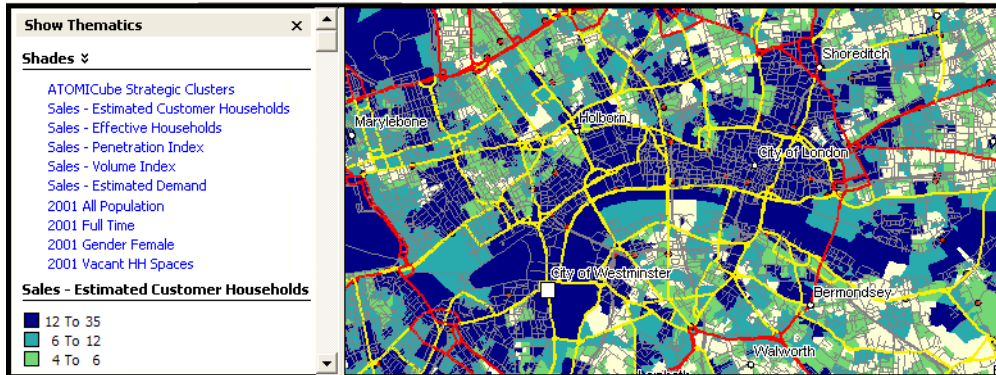 Show Thematics
Shades
ATOMICube Strategic Clusters
Sales - Estimated Customer Households
Sales - Effective Households
Sales - Penetration Index
Sales - Volume Index
Sales - Estimated Demand
2001 All Population
2001 Full Time
2001 Gender Female
2001 Vacant HH Spaces
Sales - Estimated Customer Households
12 To 35
6 To 12
4 To 6
Shoreditch
Marylebone
Holborn
City of London
City of Westminster
Bermondsey
Walworth